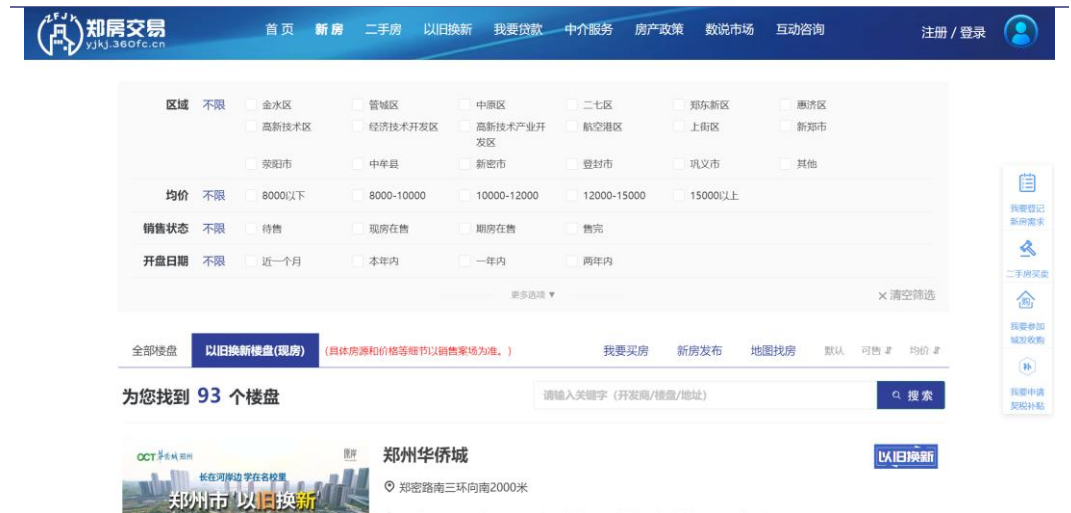 ZFJY
郑房交易
yjkj.360fc.cn
首页 新房 二手房 以旧换新 我要贷款 中介服务 房产政策 数说市场 互动咨询
注册 / 登录
区域 不限 金水区 管城区 中原区 二七区 郑东新区 惠济区
高新技术区 经济技术开发区 高新技术产业开发区 航空港区 上街区 新郑市
荥阳市 中牟县 新密市 登封市 巩义市 其他
均价 不限 8000以下 8000-10000 10000-12000 12000-15000 15000以上
销售状态 不限 待售 现房在售 期房在售 售完
开盘日期 不限 近一个月 本年内 一年内 两年内
更多选项 ▼
×清空筛选
我要登记
新房需求
二手房买卖
购
我要参加
城发收购
补
我要申请
契税补贴
全部楼盘 以旧换新楼盘(现房) (具体房源和价格等细节以销售案场为准。) 我要买房 新房发布 地图找房 默认 可售 均价
为您找到 93 个楼盘
请输入关键字（开发商/楼盘/地址）
搜索
OCT 华侨城 郑州
长在河岸边 学在名校里
郑州市 以旧换新
郑州华侨城
以旧换新
郑密路南三环向南2000米